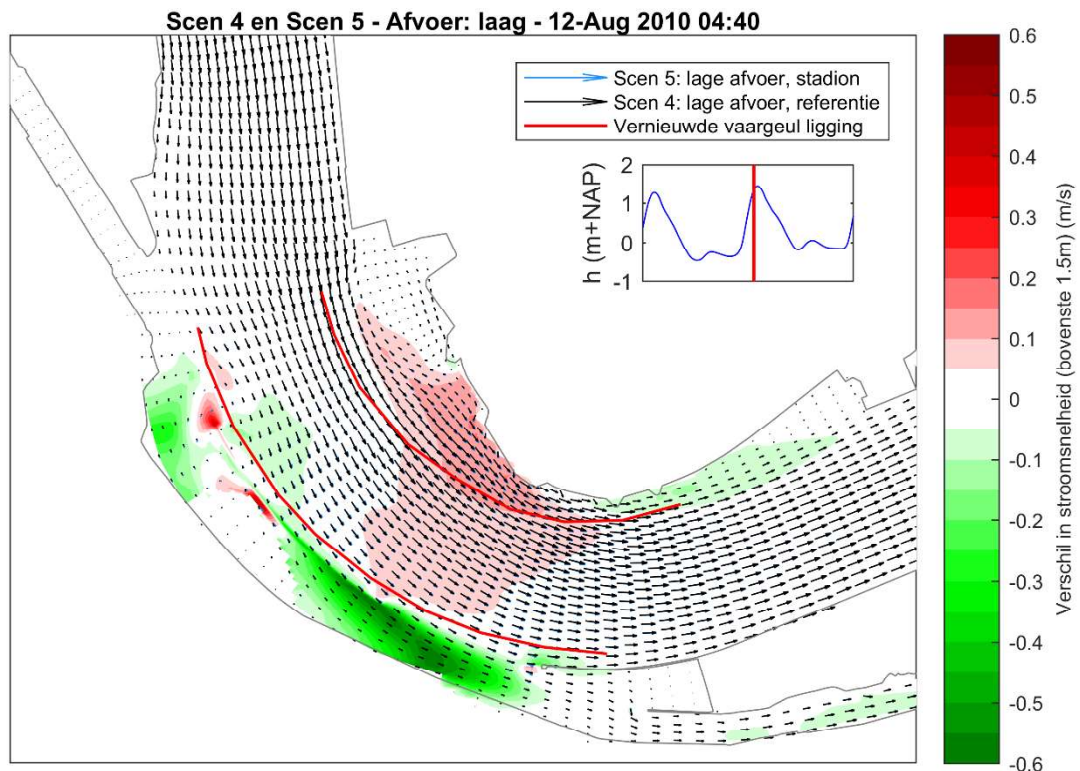 Scen 4 en Scen 5 - Afvoer: laag - 12-Aug 2010 04:40
Scen 5: lage afvoer, stadion
Scen 4: lage afvoer, referentie
Vernieuwde vaargeul ligging
h (m+NAP)
2
1
0
-1
0.6
0.5
0.4
0.3
0.2
0.1
0
-0.1
-0.2
-0.3
-0.4
-0.5
-0.6
Verschil in stroomsnelheid (bovenste 1.5m) (m/s)